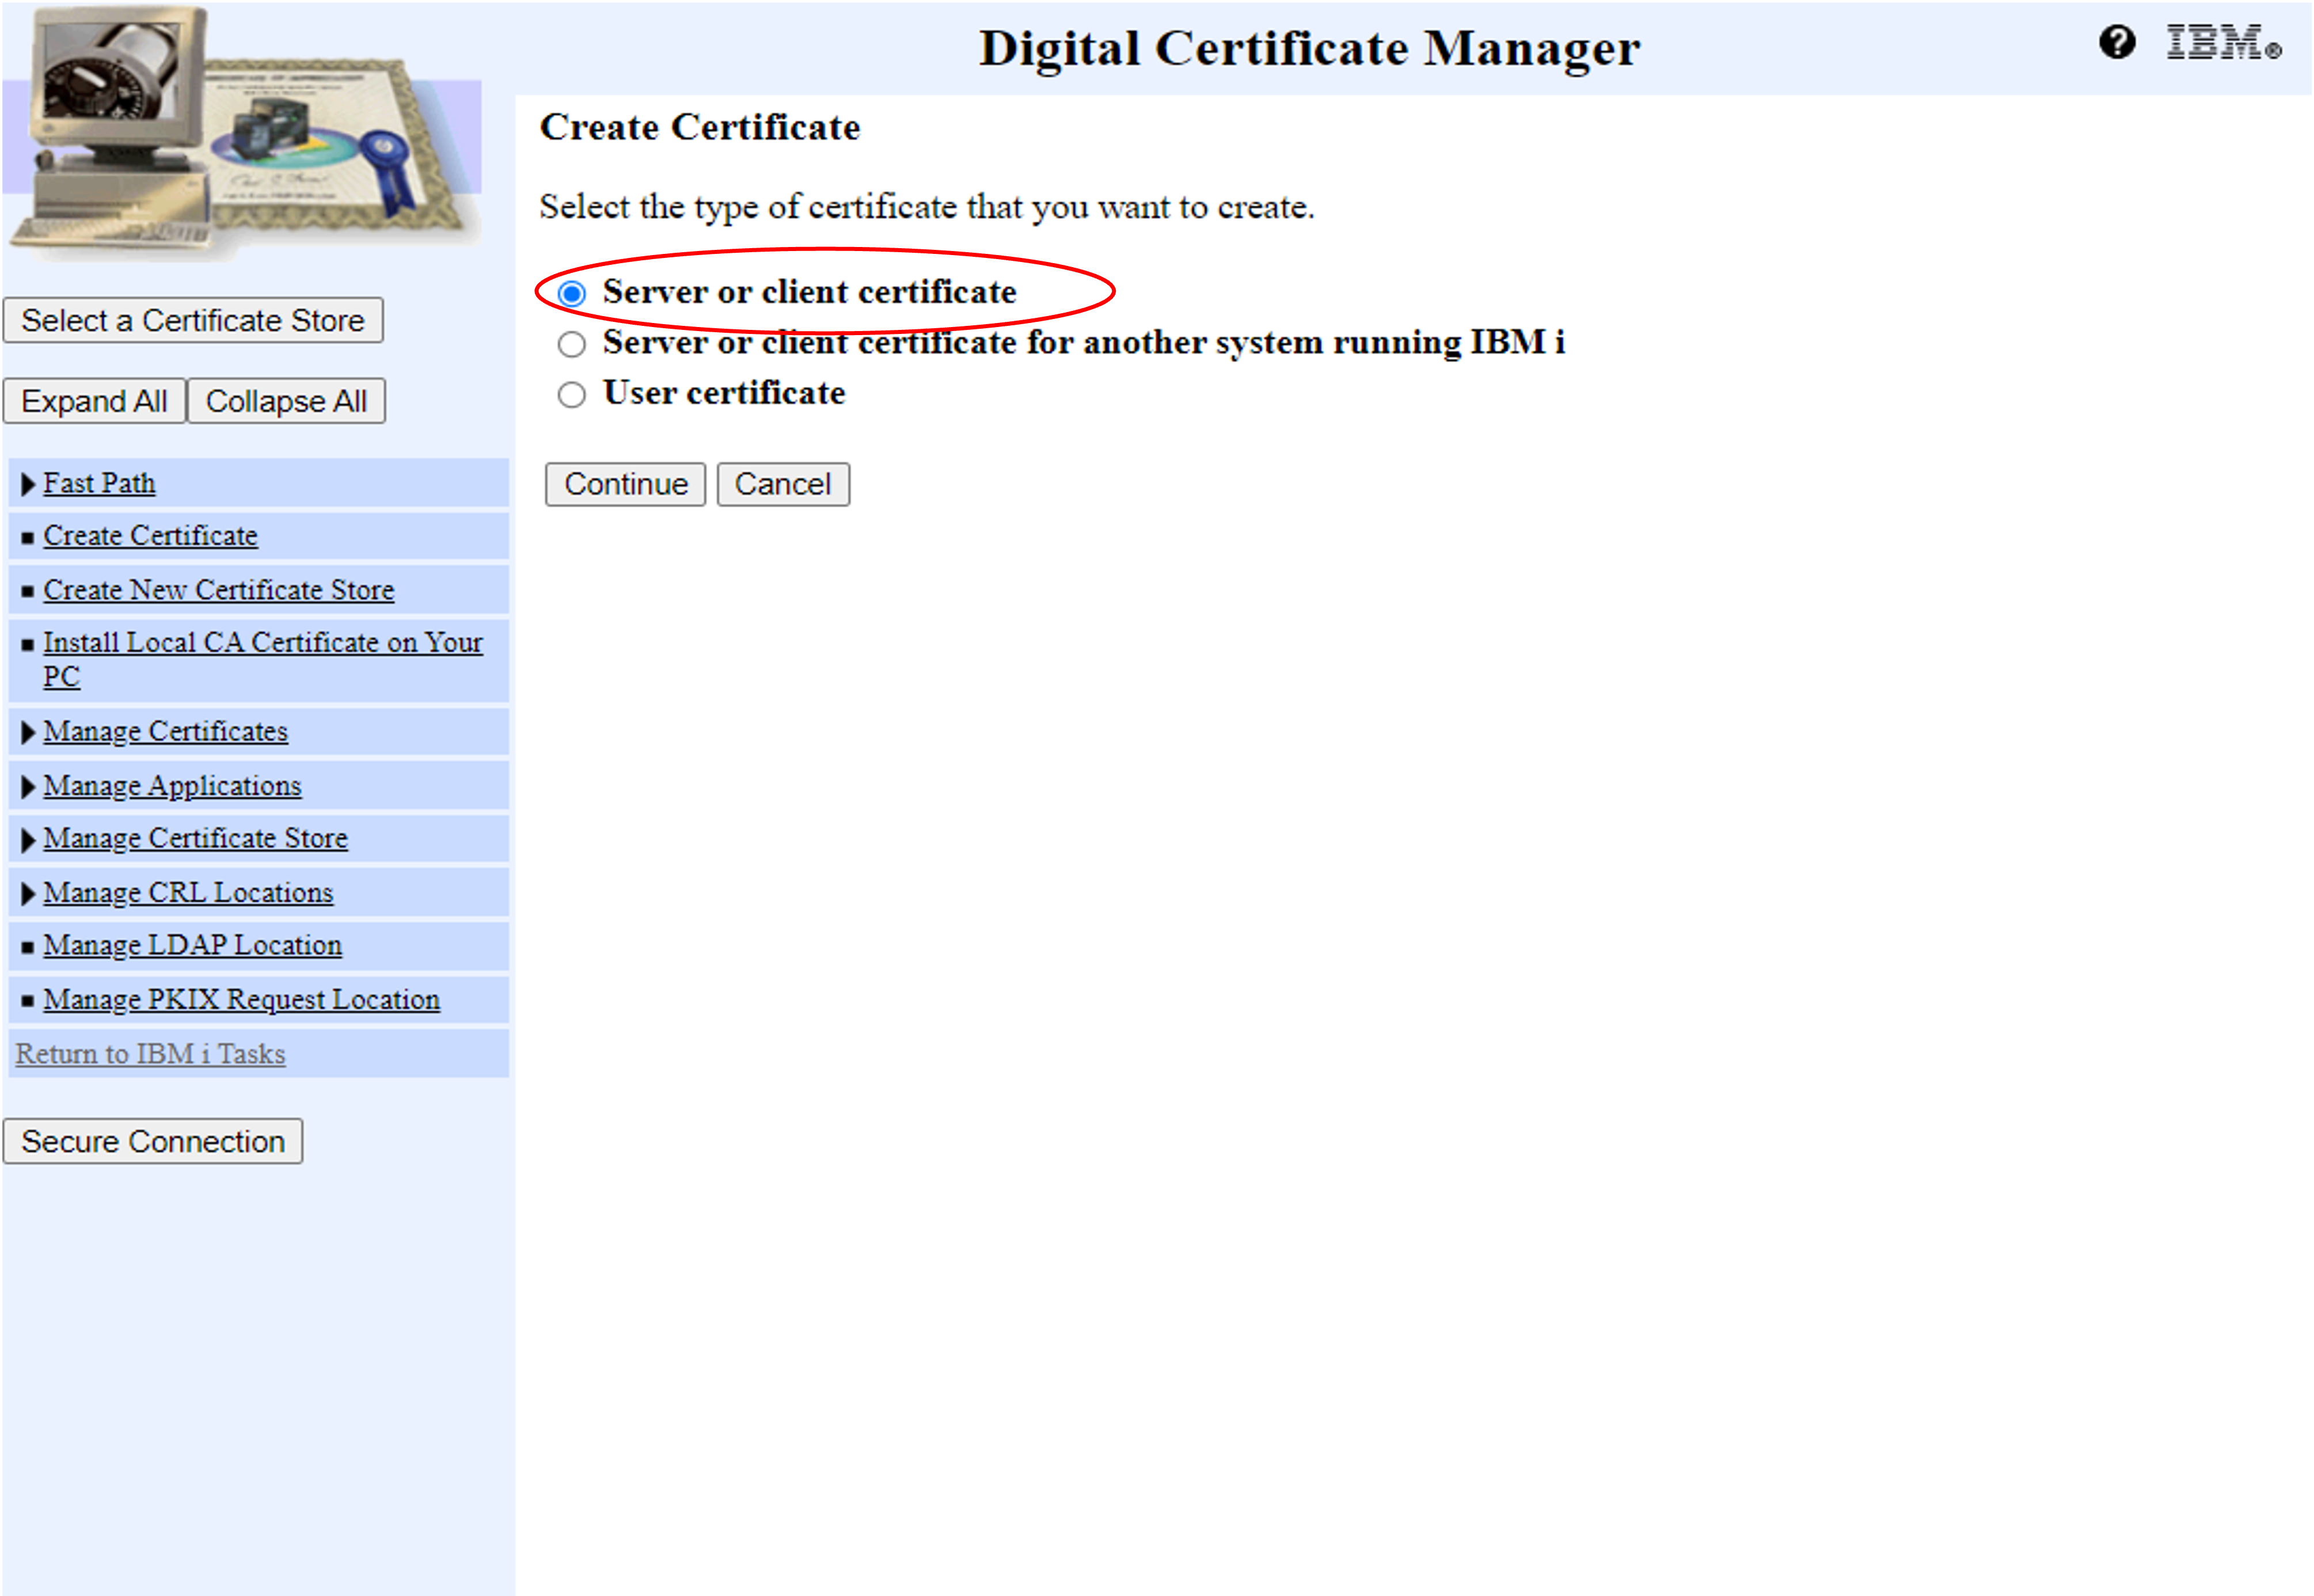 Digital Certificate Manager
IBM®
Create Certificate
Select the type of certificate that you want to create.
Server or client certificate
Server or client certificate for another system running IBM i
User certificate
Continue
Cancel
Select a Certificate Store
Expand All
Collapse All
Fast Path
Create Certificate
Create New Certificate Store
Install Local CA Certificate on Your
PC
Manage Certificates
Manage Applications
Manage Certificate Store
Manage CRL Locations
Manage LDAP Location
Manage PKIX Request Location
Return to IBM i Tasks
Secure Connection